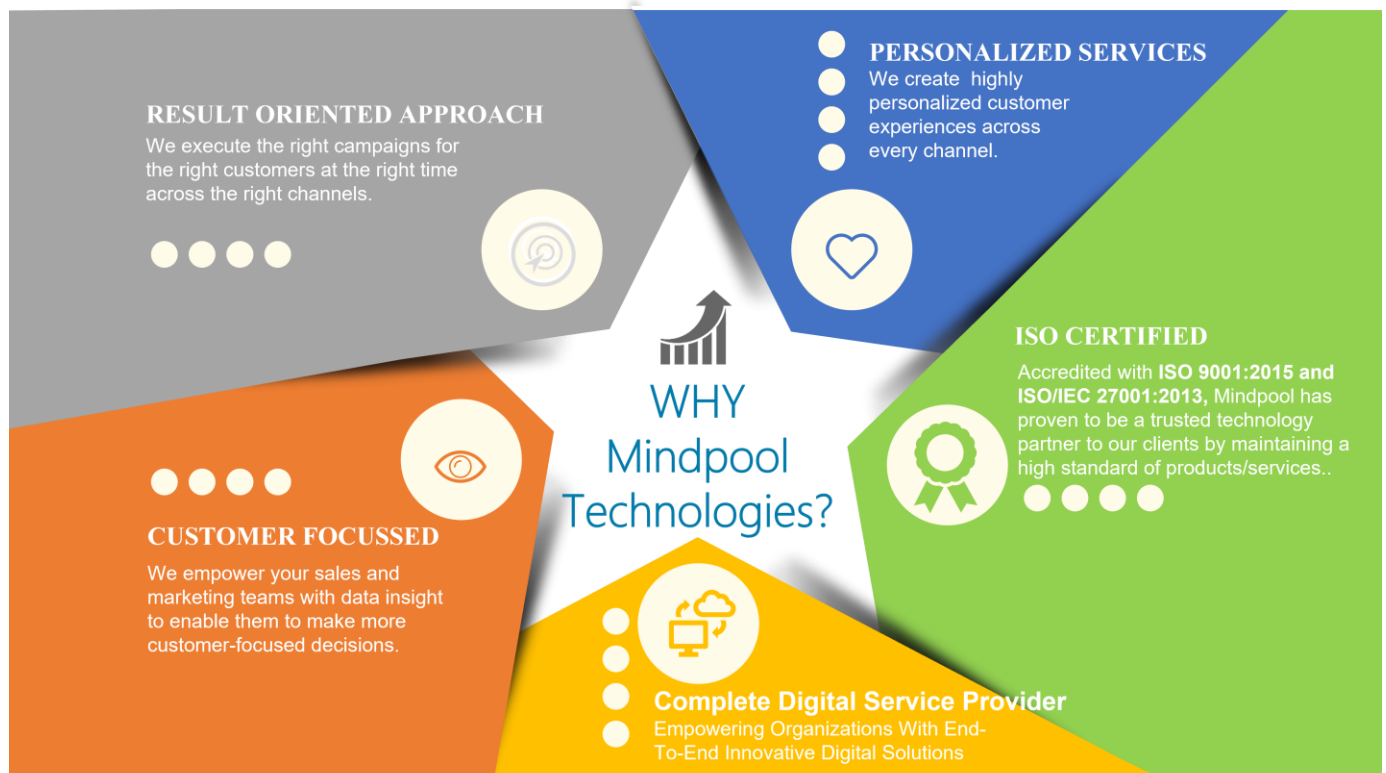 RESULT ORIENTED APPROACH
We execute the right campaigns for
the right customers at the right time
across the right channels.
PERSONALIZED SERVICES
We create highly
personalized customer
experiences across
every channel.
ISO CERTIFIED
Accredited with ISO 9001:2015 and
ISO/IEC 27001:2013, Mindpool has
proven to be a trusted technology
partner to our clients by maintaining a
high standard of products/services..
WHY
Mindpool
Technologies?
CUSTOMER FOCUSSED
We empower your sales and
marketing teams with data insight
to enable them to make more
customer-focused decisions.
Complete Digital Service Provider
Empowering Organizations With End-
To-End Innovative Digital Solutions